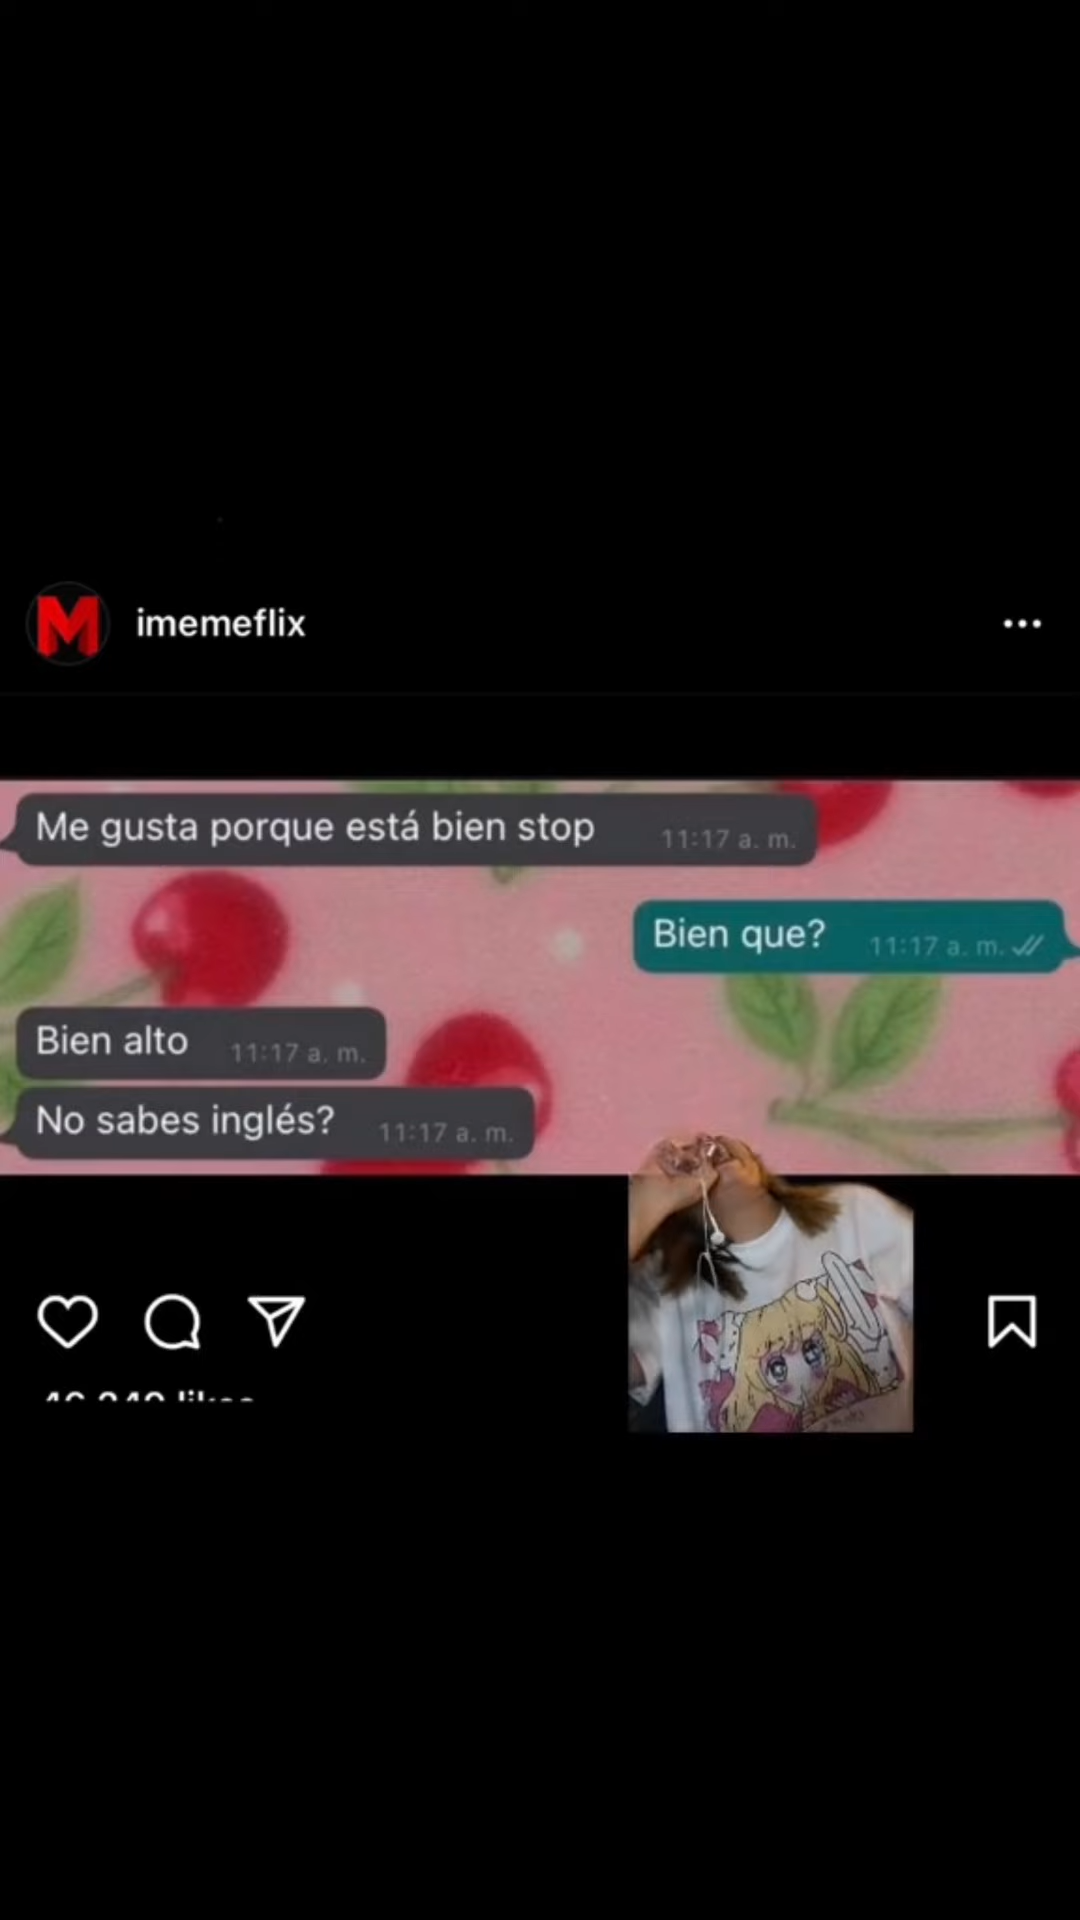 imemeflix
Me gusta porque está bien stop
11:17 a. m.
Bien que?
11:17 a. m.
Bien alto
11:17 a. m.
No sabes inglés?
11:17 a. m.
likes